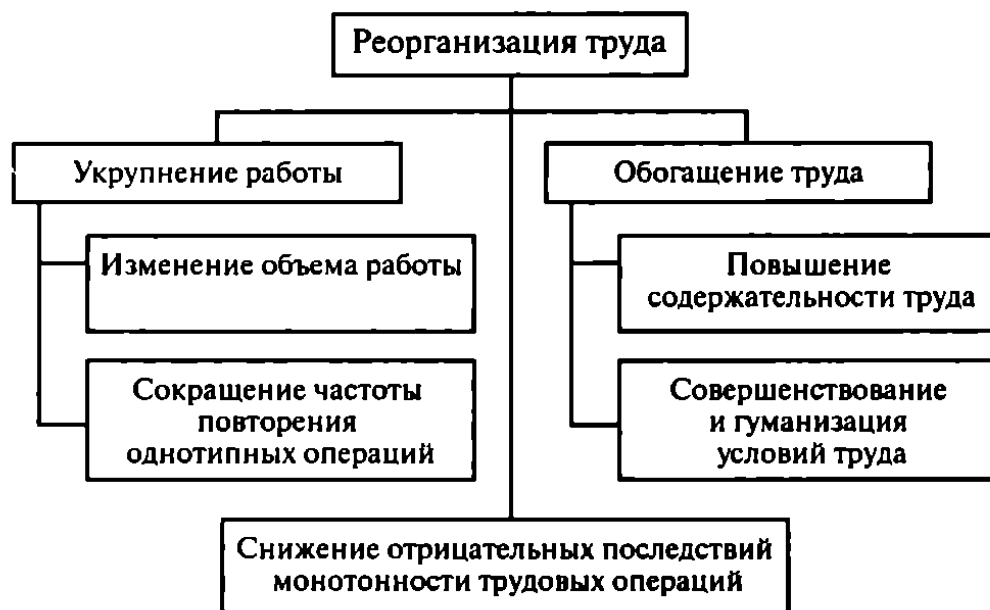 Реорганизация труда
Укрупнение работы
Обогащение труда
Изменение объема работы
Повышение
содержательности труда
Сокращение частоты
повторения
однотипных операций
Совершенствование
и гуманизация
условий труда
Снижение отрицательных последствий
монотонности трудовых операций